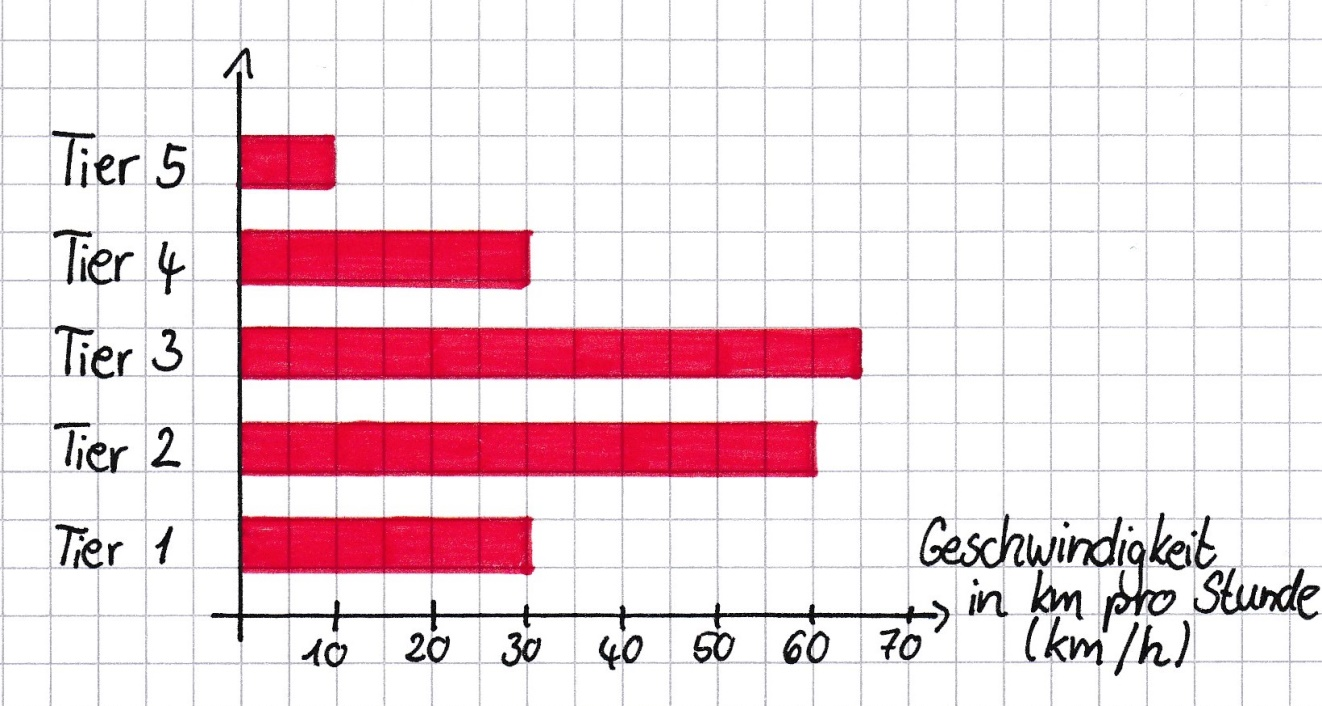 Tier 5
Tier 4
Tier 3
Tier 2
Tier 1
Geschwindigkeit
in km pro Stunde
(km/h)
10 20 30 40 50 60 70